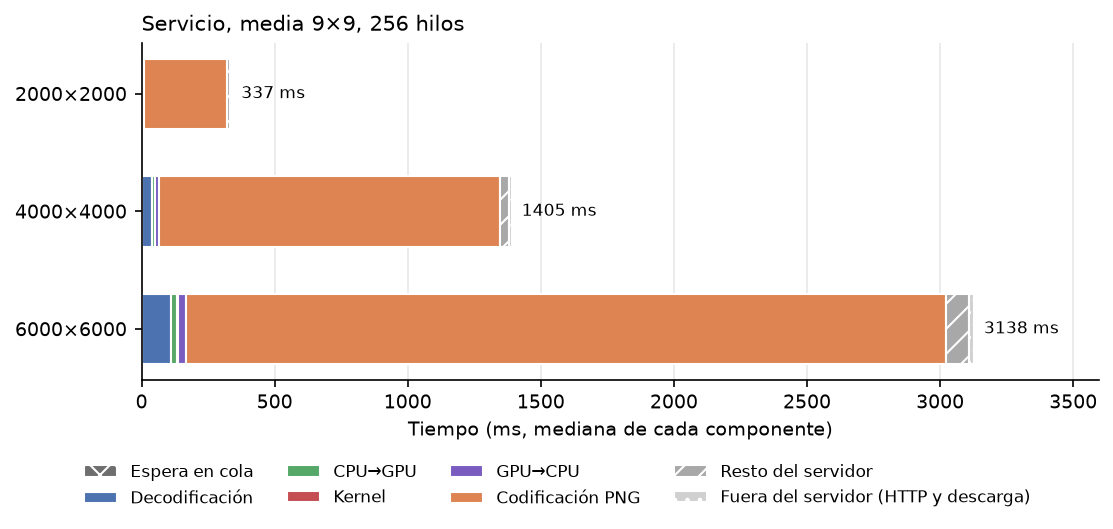 Servicio, media 9×9, 256 hilos
2000×2000
337 ms
4000×4000
1405 ms
6000×6000
3138 ms
0 500 1000 1500 2000 2500 3000 3500
Tiempo (ms, mediana de cada componente)
Espera en cola CPU→GPU GPU→CPU Resto del servidor
Decodificación Kernel Codificación PNG Fuera del servidor (HTTP y descarga)